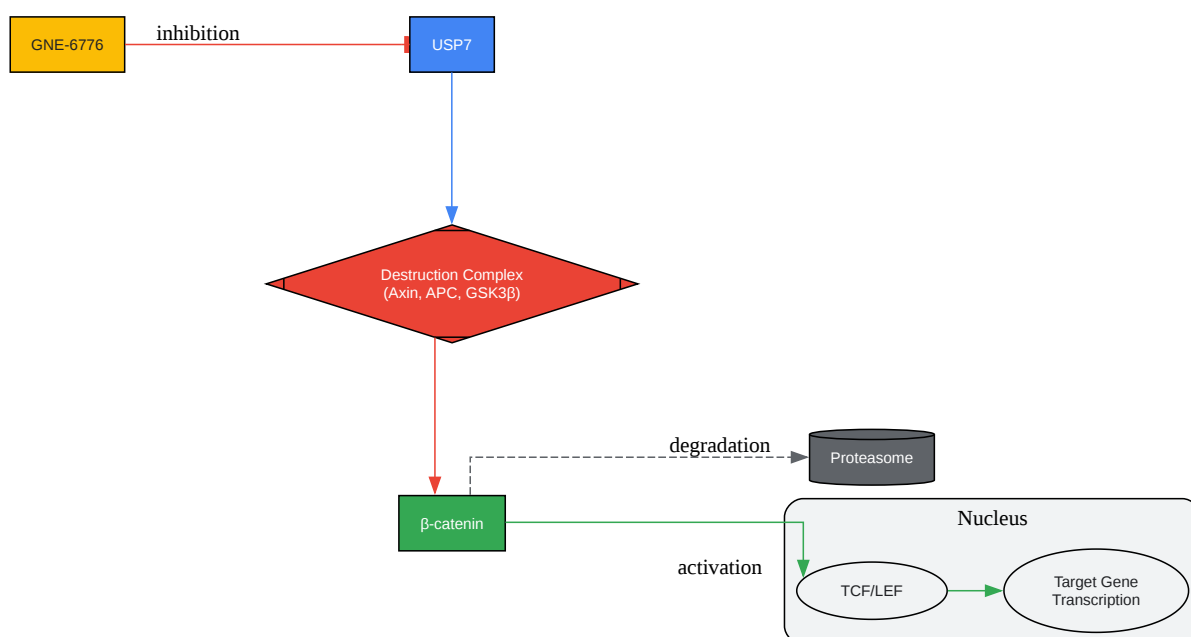 GNE-6776
inhibition
USP7
Destruction Complex
(Axin, APC, GSK3β)
degradation
Proteasome
β-catenin
Nucleus
activation
TCF/LEF
Target Gene
Transcription